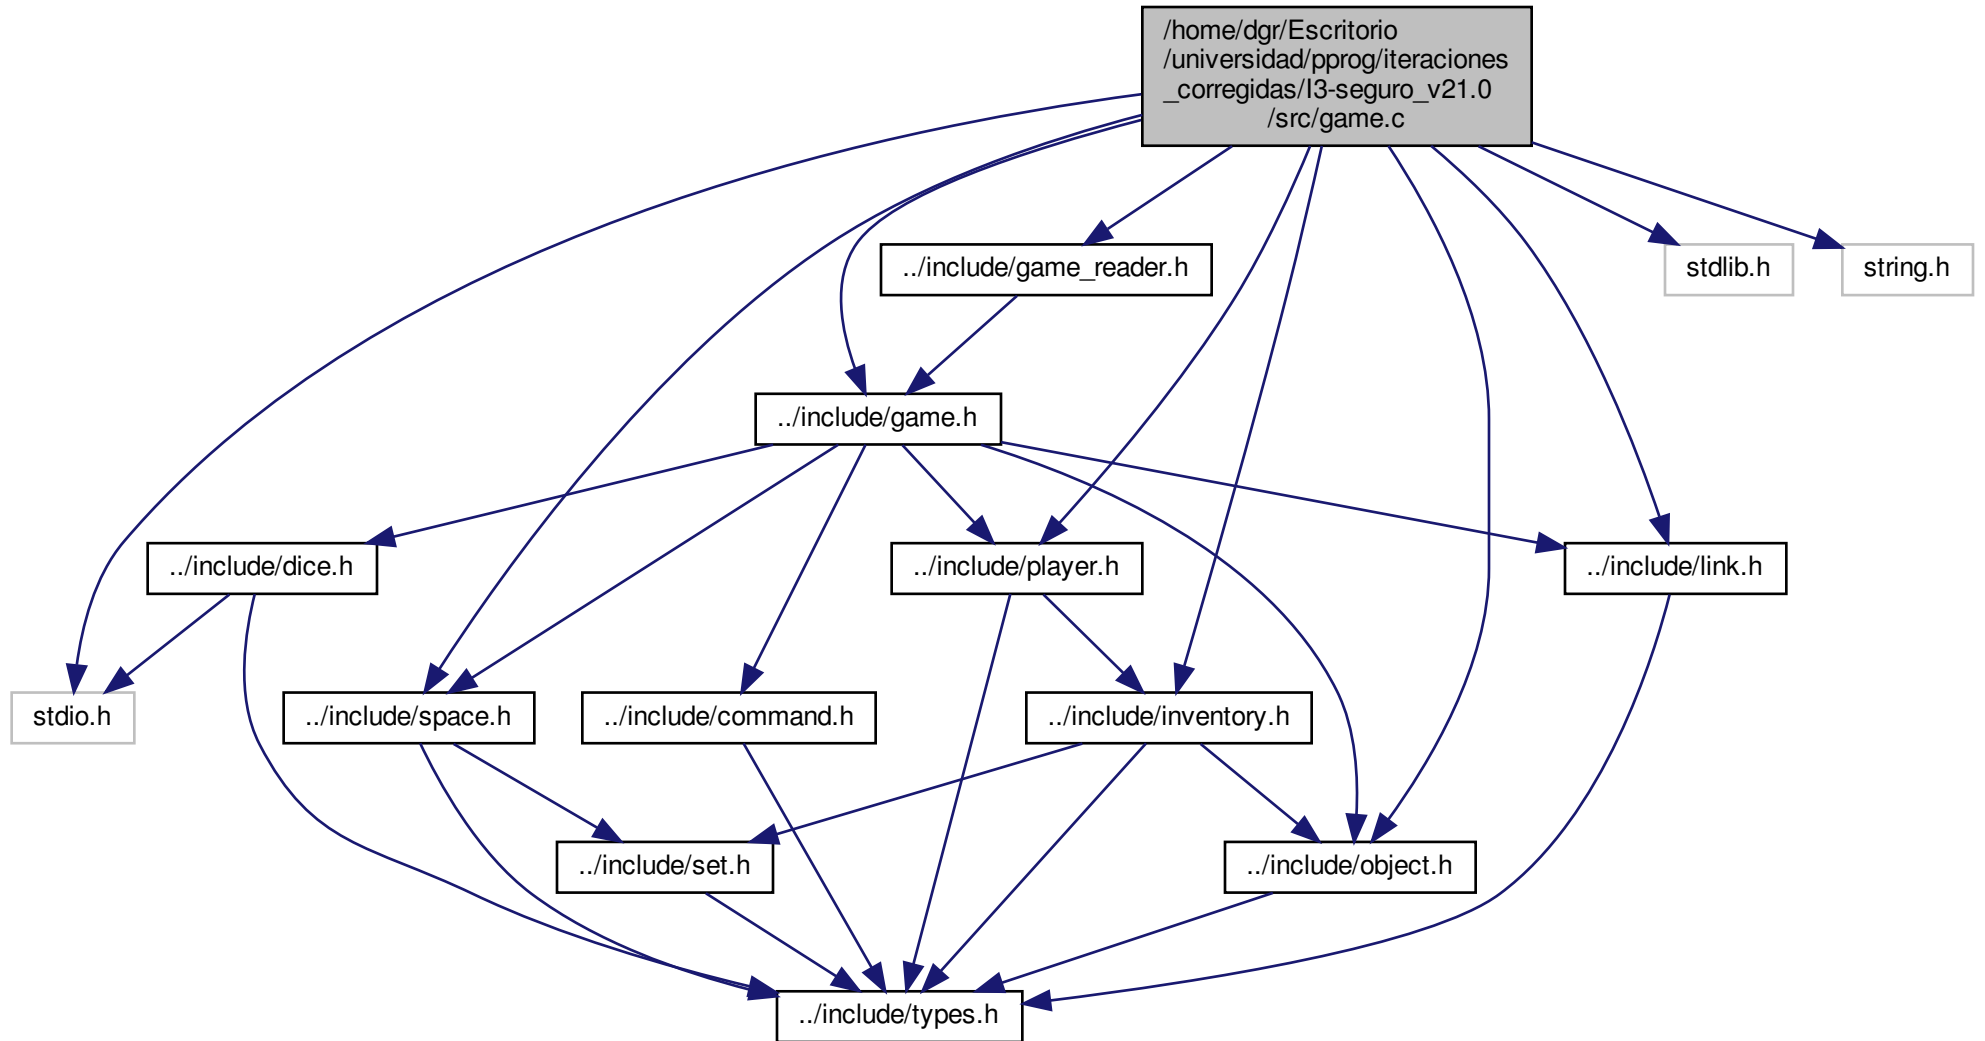 /home/dgr/Escritorio
/universidad/pprog/iteraciones
_corregidas/I3-seguro_v21.0
/src/game.c
../include/game_reader.h
stdlib.h
string.h
../include/game.h
../include/dice.h
../include/player.h
../include/link.h
stdio.h
../include/space.h
../include/command.h
../include/inventory.h
../include/set.h
../include/object.h
../include/types.h